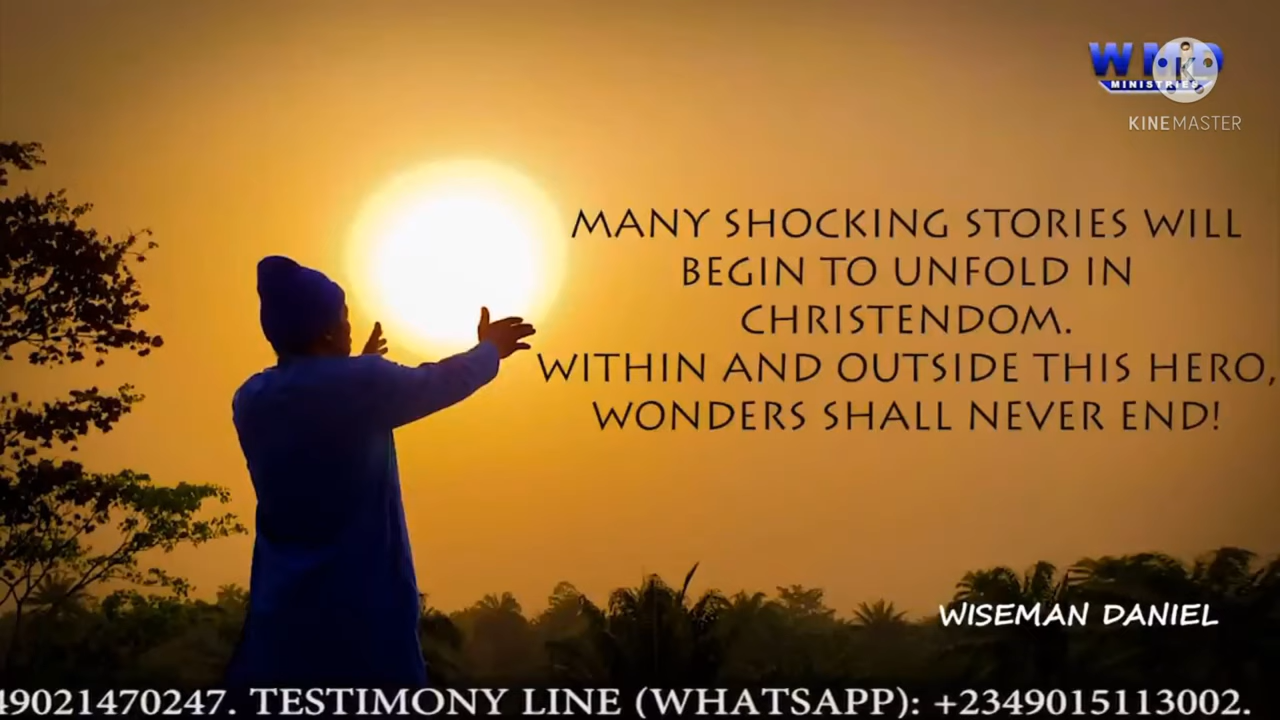 MINISTRIES
KINEMASTER
MANY SHOCKING STORIES WILL
BEGIN TO UNFOLD IN
CHRISTENDOM.
WITHIN AND OUTSIDE THIS HERO,
WONDERS SHALL NEVER END!
WISEMAN DANIEL
49021470247. TESTIMONY LINE (WHATSAPP): +2349015113002.